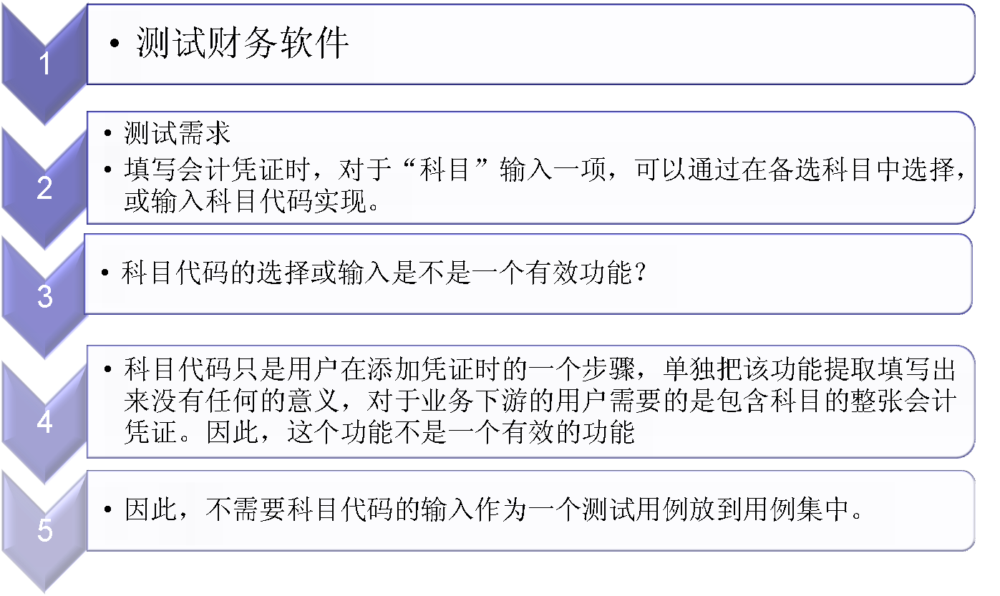 1
• 测试财务软件
2
• 测试需求
• 填写会计凭证时，对于“科目”输入一项，可以通过在备选科目中选择，
或输入科目代码实现。
3
• 科目代码的选择或输入是不是一个有效功能？
4
• 科目代码只是用户在添加凭证时的一个步骤，单独把该功能提取填写出
来没有任何的意义，对于业务下游的用户需要的是包含科目的整张会计
凭证。因此，这个功能不是一个有效的功能
5
• 因此，不需要科目代码的输入作为一个测试用例放到用例集中。